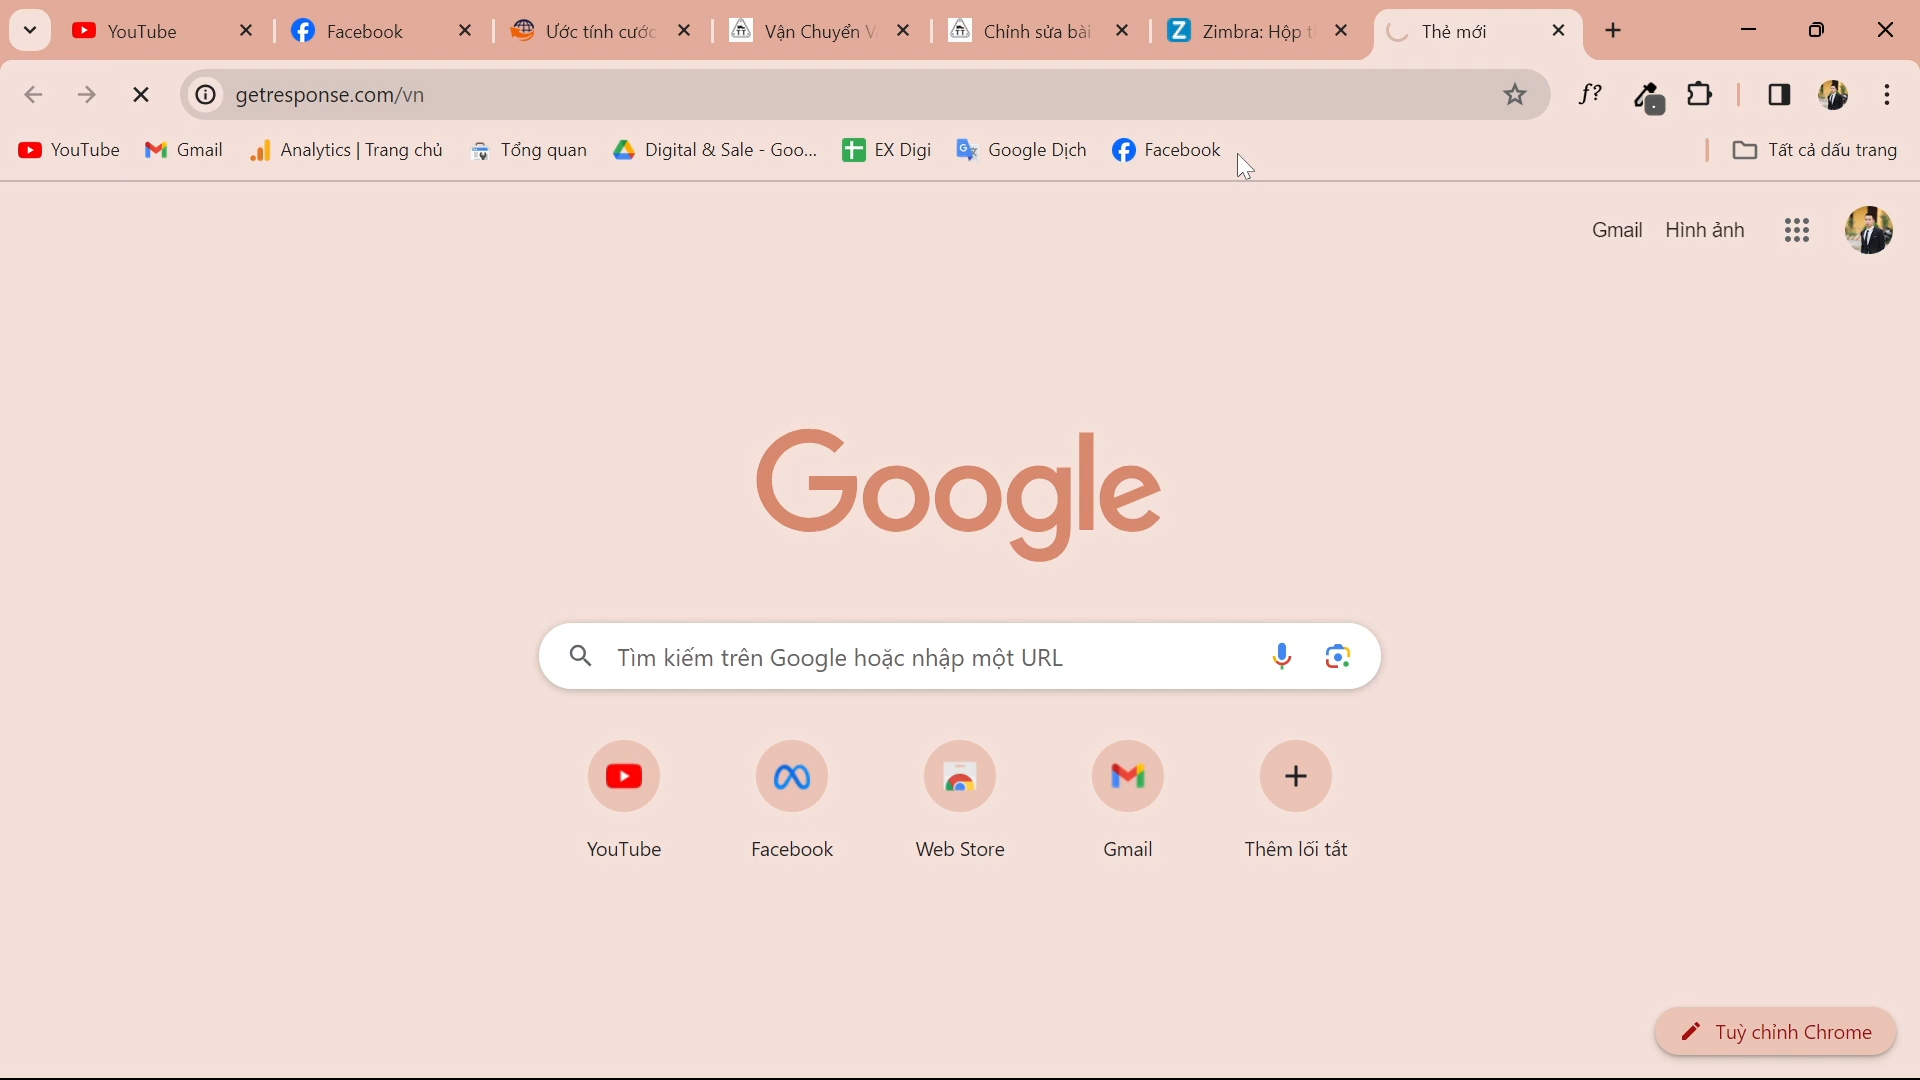 YouTube
Facebook
Ước tính cước
Vận Chuyển V
Chỉnh sửa bài
Zimbra: Hộp t
Thẻ mới
getresponse.com/vn
f?
YouTube
Gmail
Analytics | Trang chủ
Tổng quan
Digital & Sale - Goo...
EX Digi
Google Dịch
Facebook
Tất cả dấu trang
Gmail
Hình ảnh
Google
Tìm kiếm trên Google hoặc nhập một URL
YouTube
Facebook
Web Store
Gmail
Thêm lối tắt
Tuỳ chỉnh Chrome